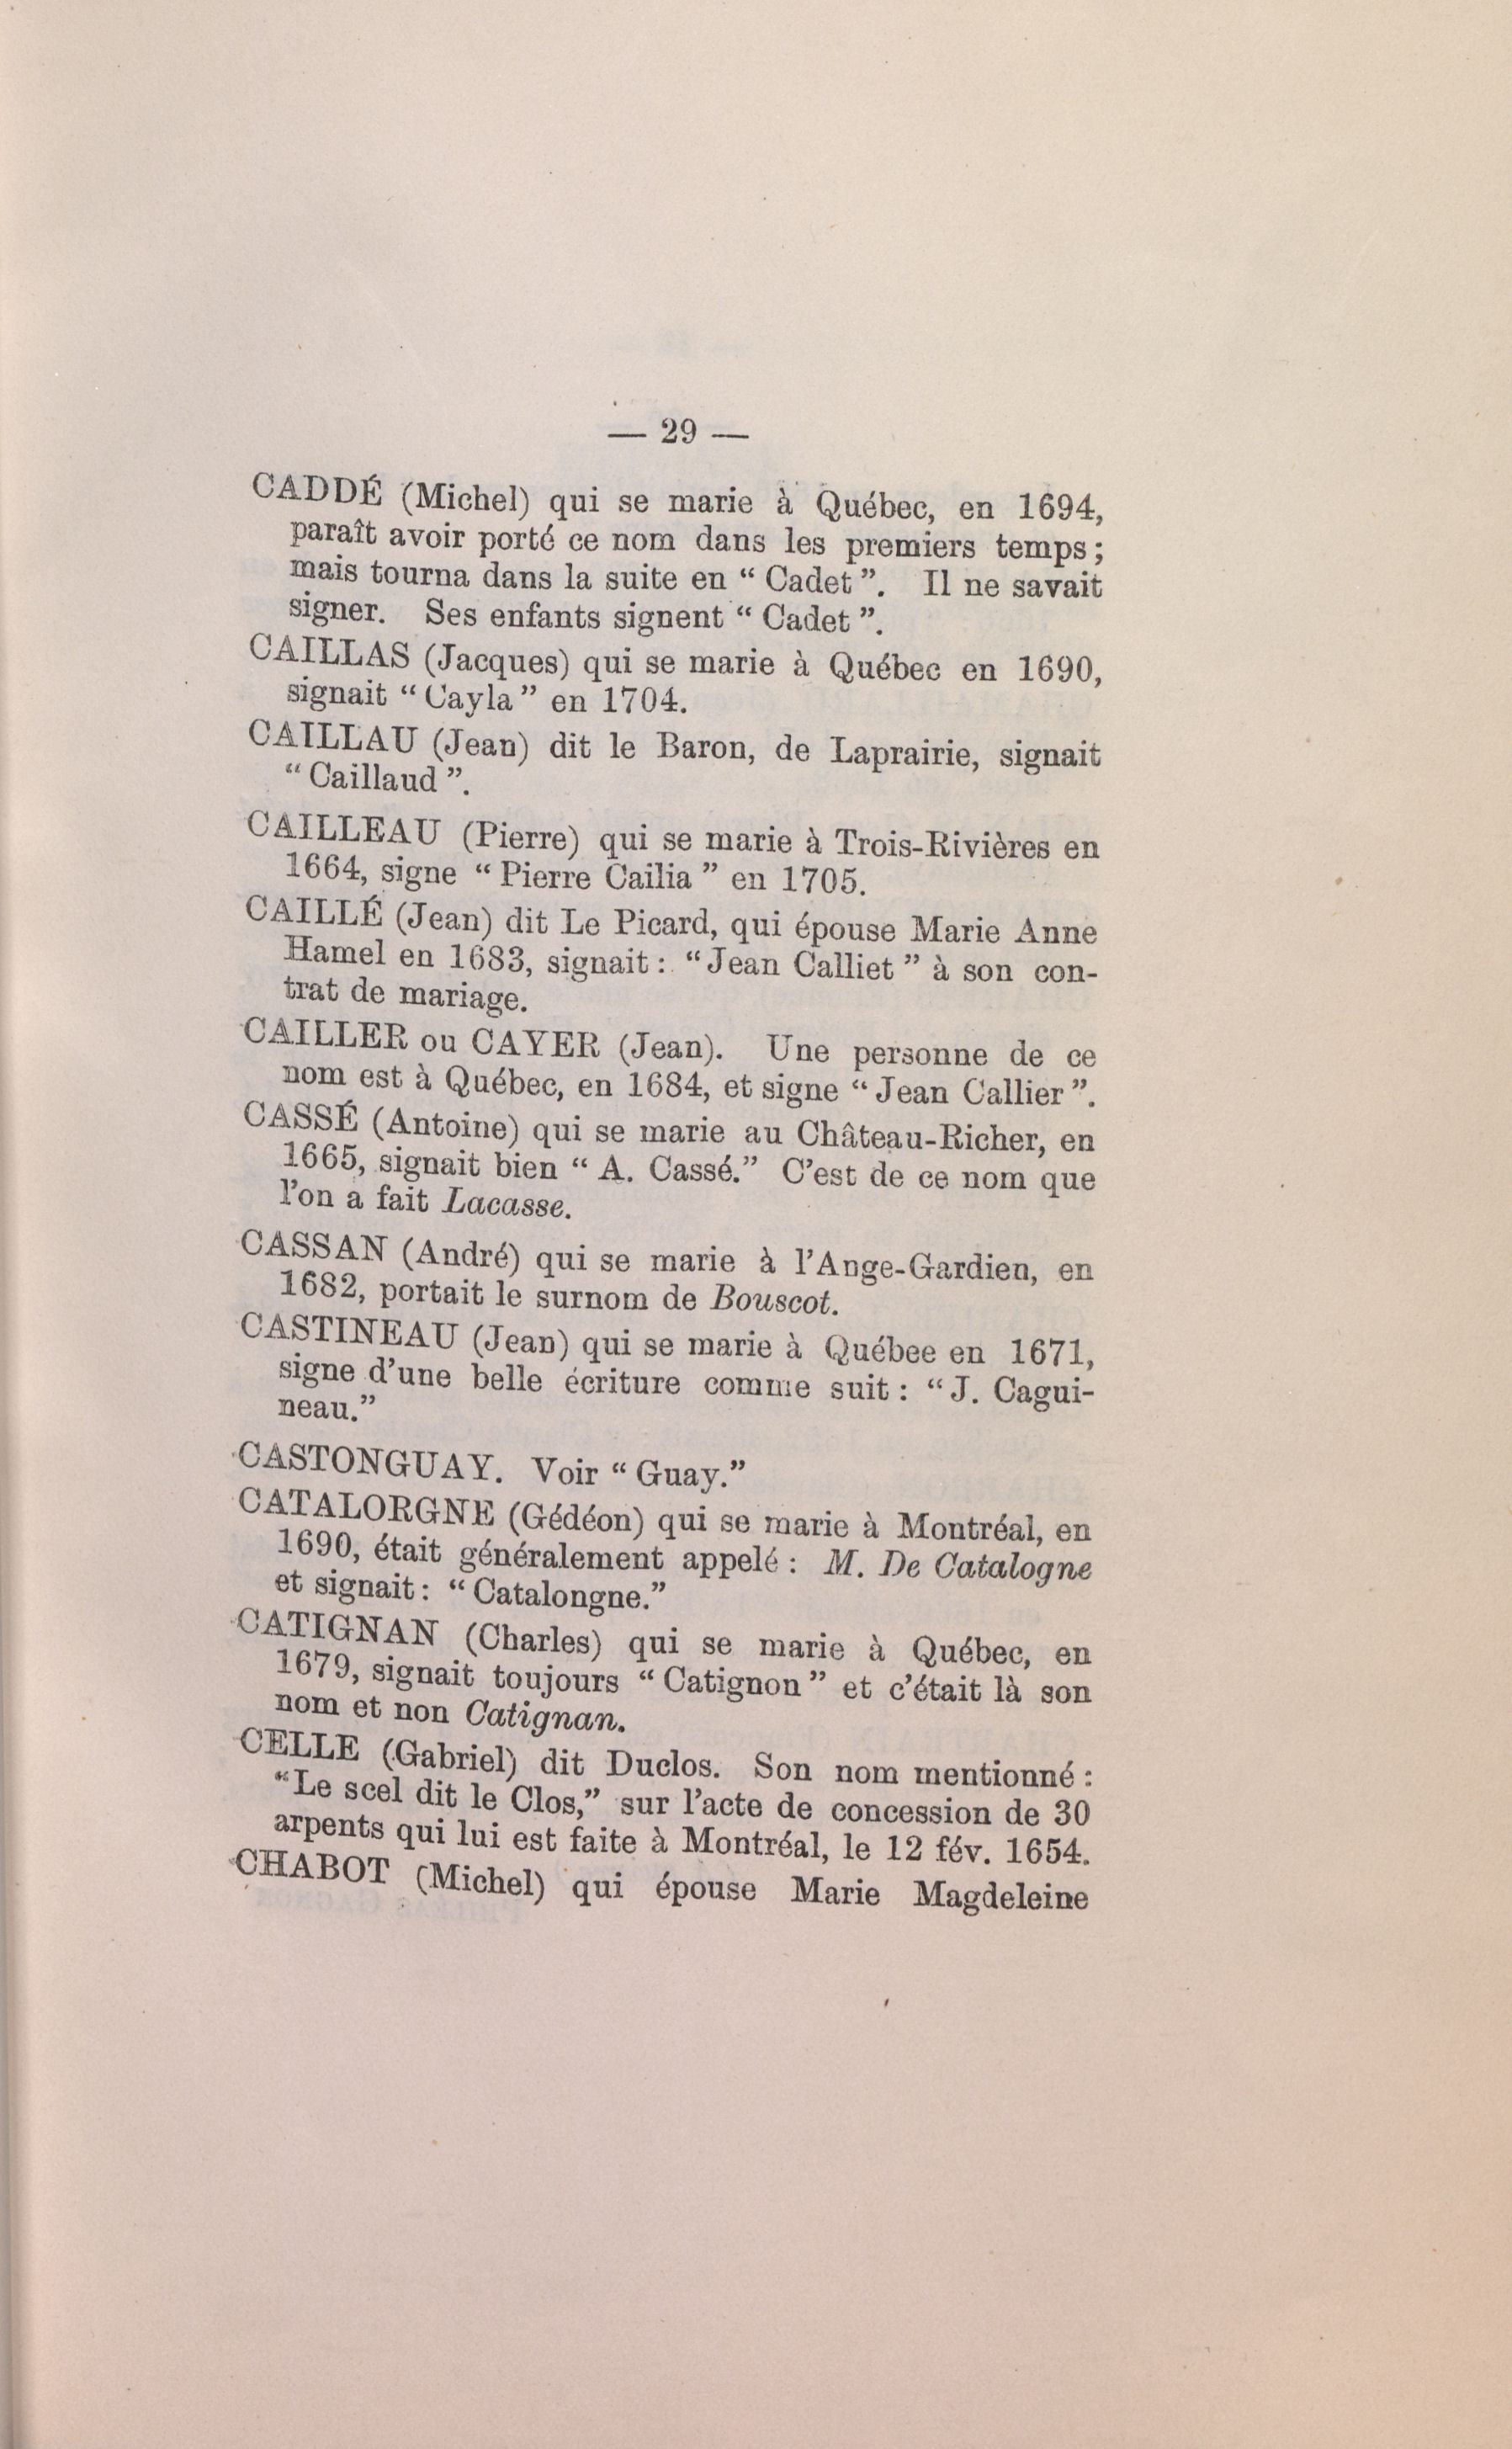 — 29 —
CADDÉ (Michel) qui se marie à Québec, en 1694,
paraît avoir porté ce nom dans les premiers temps ;
mais tourna dans la suite en “ Cadet ”. Il ne savait
signer. Ses enfants signent “ Cadet ”.
CAILLAS (Jacques) qui se marie à Québec en 1690,
signait “ Cayla ” en 1704.
CAILLAU (Jean) dit le Baron, de Laprairie, signait
“ Caillaud ”.
CAILLEAU (Pierre) qui se marie à Trois-Rivières en
1664, signe “ Pierre Cailia ” en 1705.
CAILLÉ (Jean) dit Le Picard, qui épouse Marie Anne
Hamel en 1683, signait : “ Jean Calliet ” à son con-
trat de mariage.
CAILLER ou CAYER (Jean). Une personne de ce
nom est à Québec, en 1684, et signe “ Jean Callier ”.
CASSÉ (Antoine) qui se marie au Château-Richer, en
1665, signait bien “ A. Cassé.” C’est de ce nom que
l’on a fait Lacasse.
CASSAN (André) qui se marie à l’Ange-Gardien, en
1682, portait le surnom de Bouscot.
CASTINEAU (Jean) qui se marie à Québee en 1671,
signe d’une belle écriture comme suit : “ J. Cagui-
neau.”
CASTONGUAY. Voir “ Guay.”
CATALORGNE (Gédéon) qui se marie à Montréal, en
1690, était généralement appelé : M. De Catalogne
et signait : “ Catalongne.”
CATIGNAN (Charles) qui se marie à Québec, en
1679, signait toujours “ Catignon ” et c’était là son
nom et non Catignan.
CELLE (Gabriel) dit Duclos. Son nom mentionné :
“ Le scel dit le Clos,” sur l’acte de concession de 30
arpents qui lui est faite à Montréal, le 12 fév. 1654.
CHABOT (Michel) qui épouse Marie Magdeleine